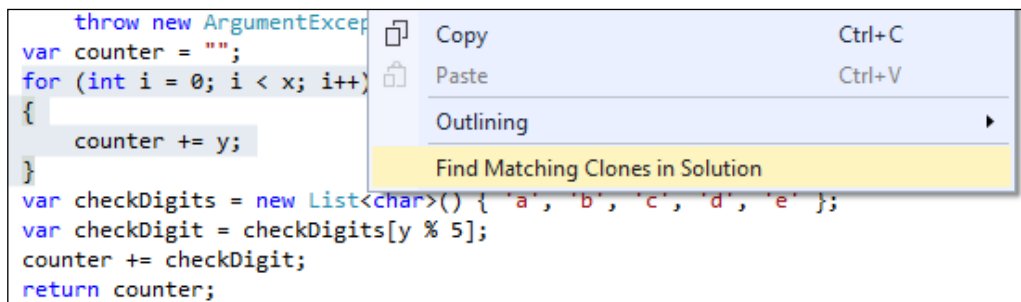 throw new ArgumentExcep
var counter = "";
for (int i = 0; i < x; i++)
{
counter += y;
}
var checkDigits = new List<char>() { 'a', 'b', 'c', 'd', 'e' };
var checkDigit = checkDigits[y % 5];
counter += checkDigit;
return counter;
Copy Ctrl+C
Paste Ctrl+V
Outlining
Find Matching Clones in Solution